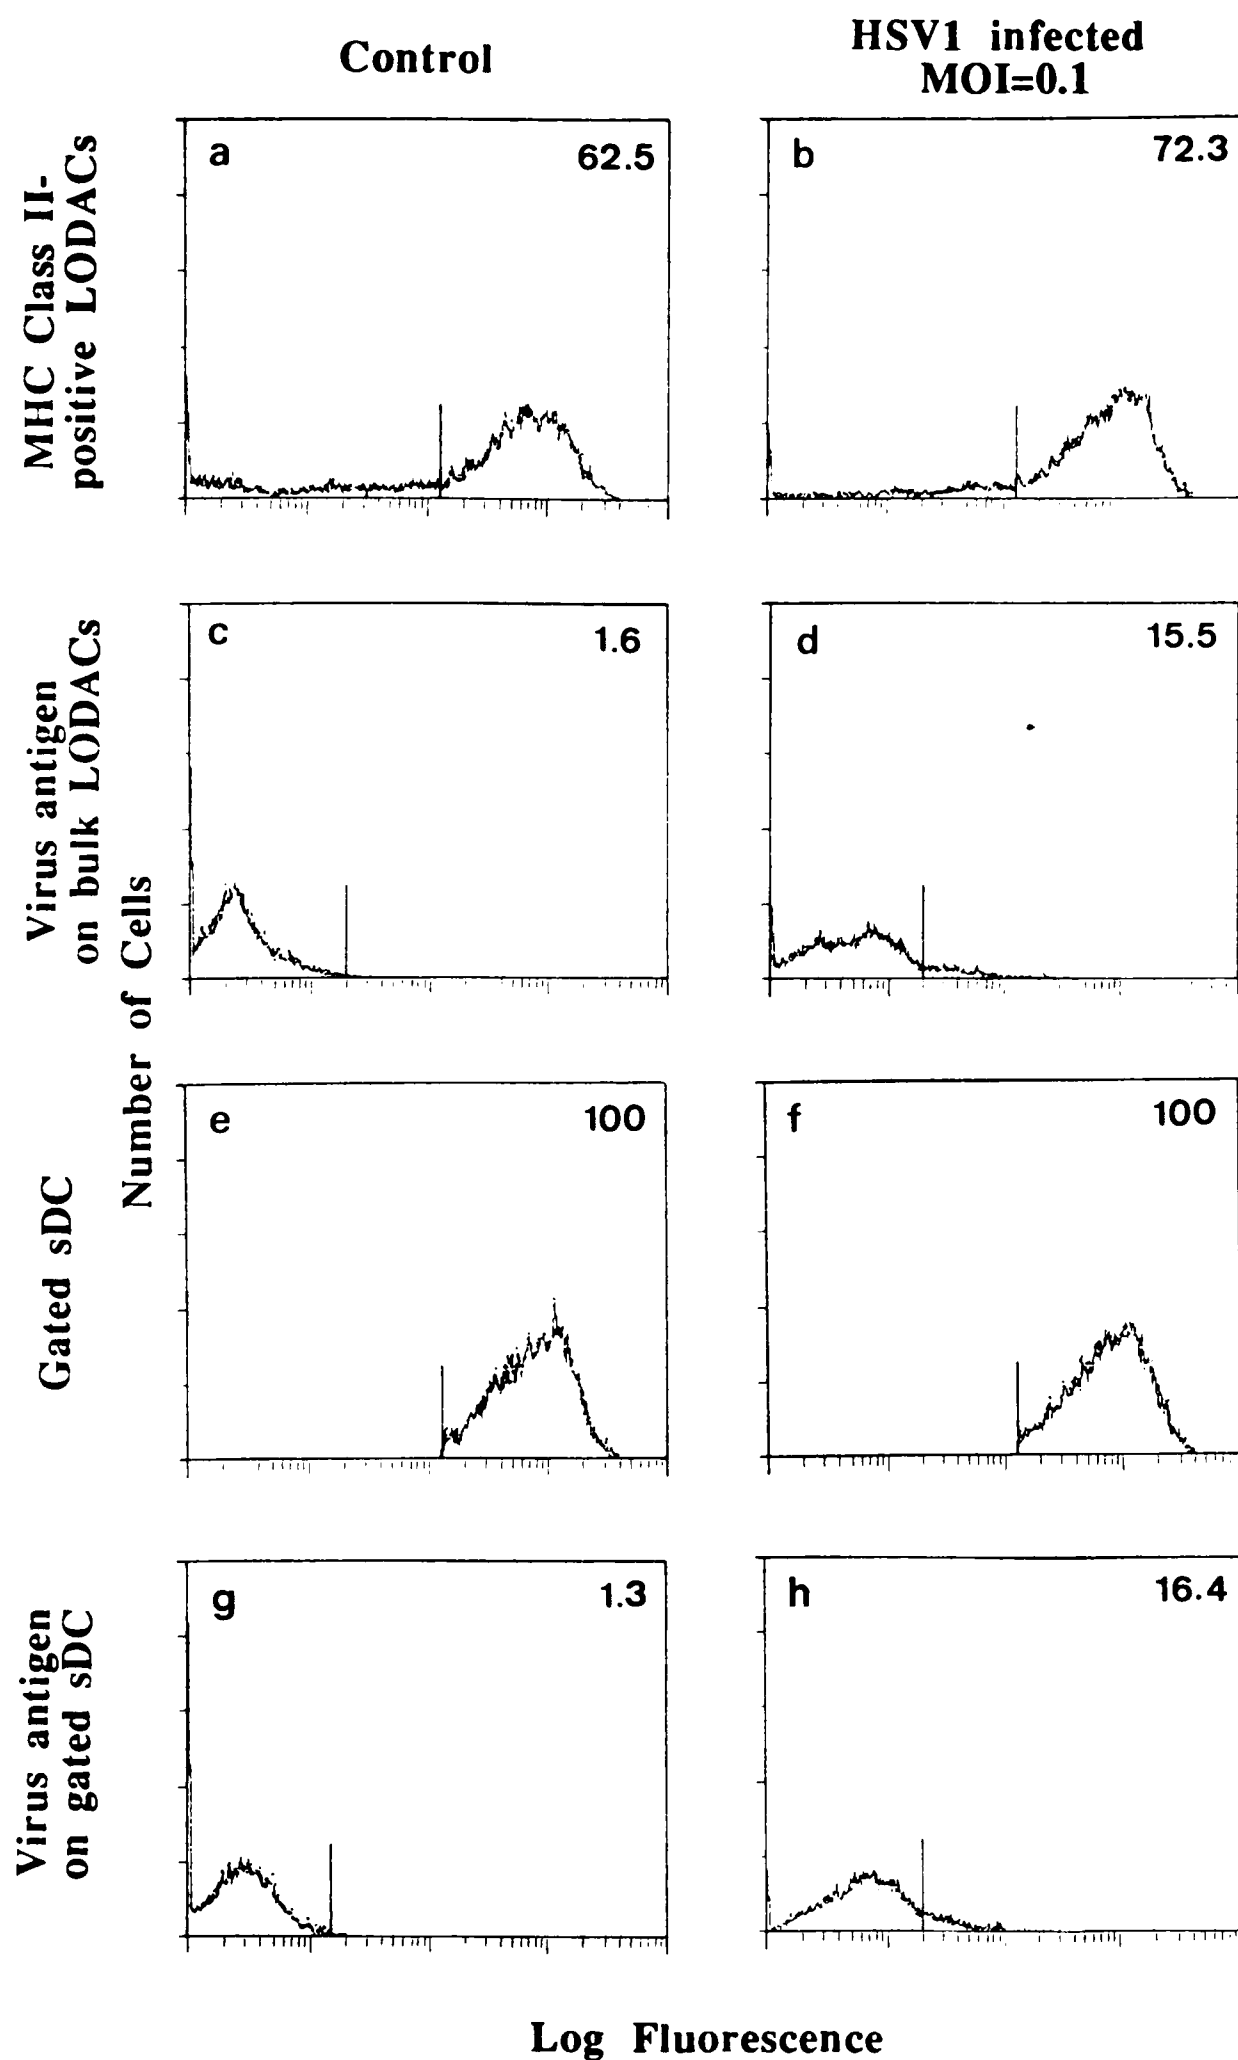 Control
HSV1 infected
MOI=0.1
MHC Class II-
positive LODACs
a
62.5
b
72.3
Virus antigen
on bulk LODACs
c
1.6
d
15.5
Number of Cells
Gated sDC
e
100
f
100
Virus antigen
on gated sDC
g
1.3
h
16.4
Log Fluorescence